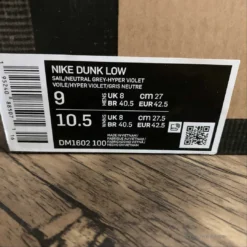 NIKE DUNK LOW
SAIL/NEUTRAL GREY-HYPER VIOLET
VOILE/HYPER VIOLET/GRIS NEUTRE
9 MENS UK 8 cm 27
BR 40.5 EUR 42.5
10.5 WMNS UK 8 cm 27.5
BR 40.5 EUR 42.5
DM1602 100